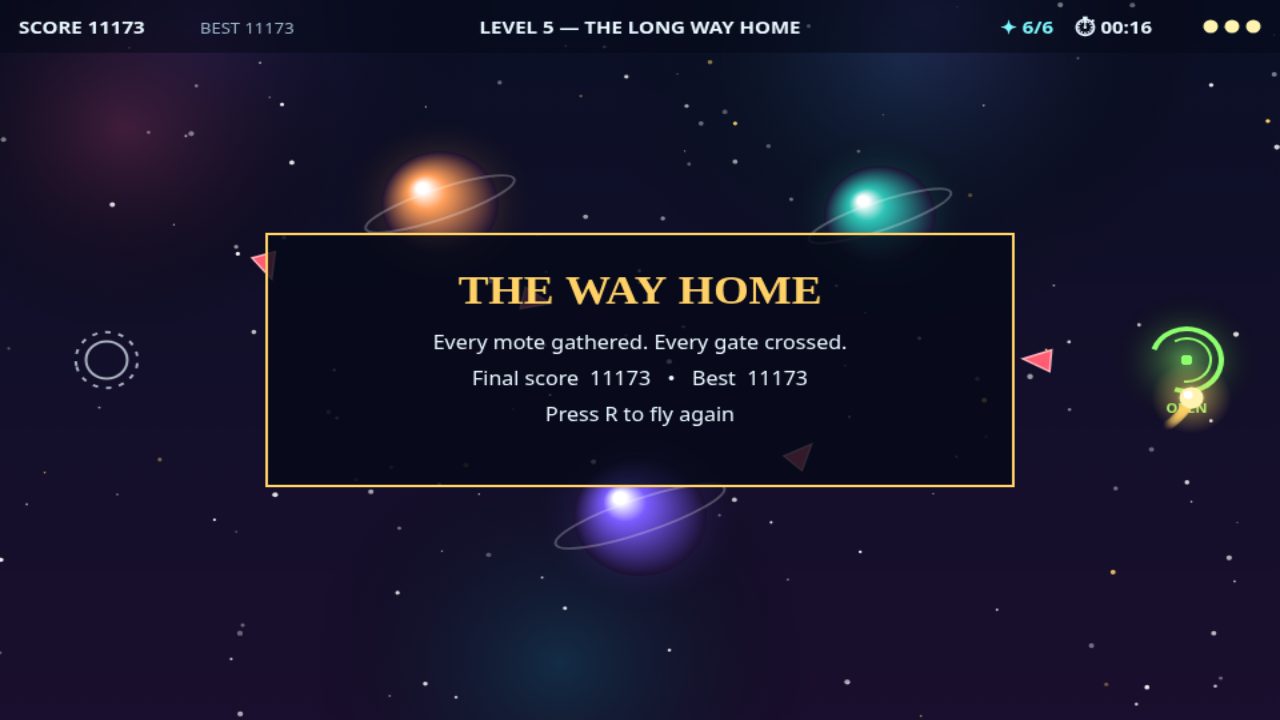 SCORE 11173
BEST 11173
LEVEL 5 — THE LONG WAY HOME
✦ 6/6
⏱ 00:16
THE WAY HOME
Every mote gathered. Every gate crossed.
Final score 11173 • Best 11173
Press R to fly again
OPEN